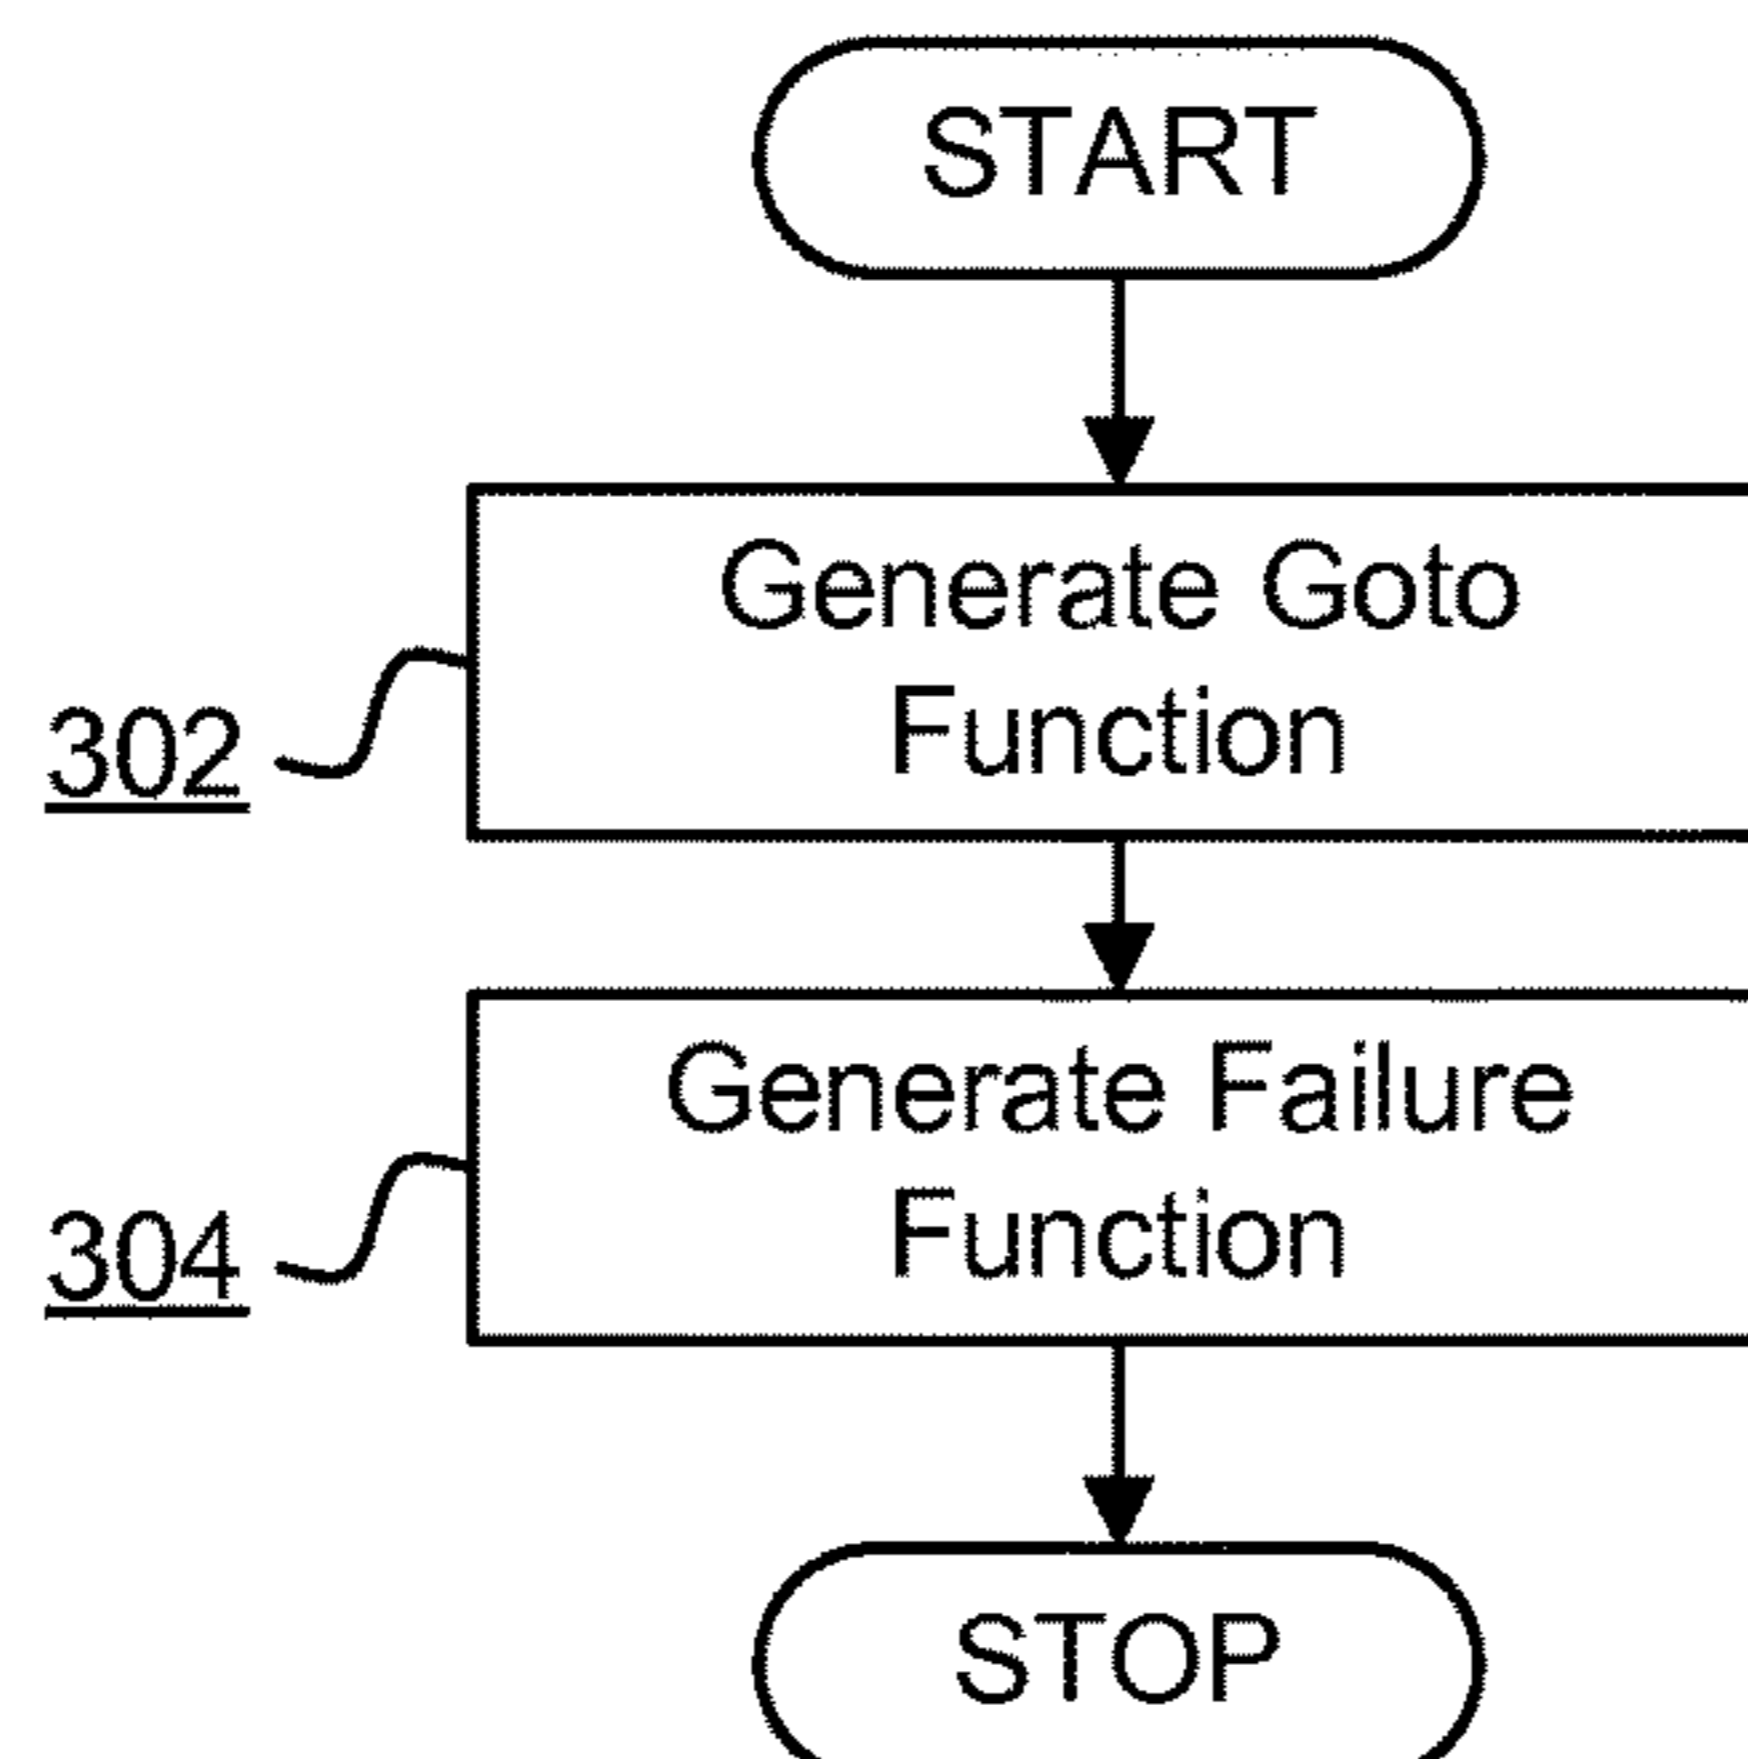 START
Generate Goto
Function
302
Generate Failure
Function
304
STOP